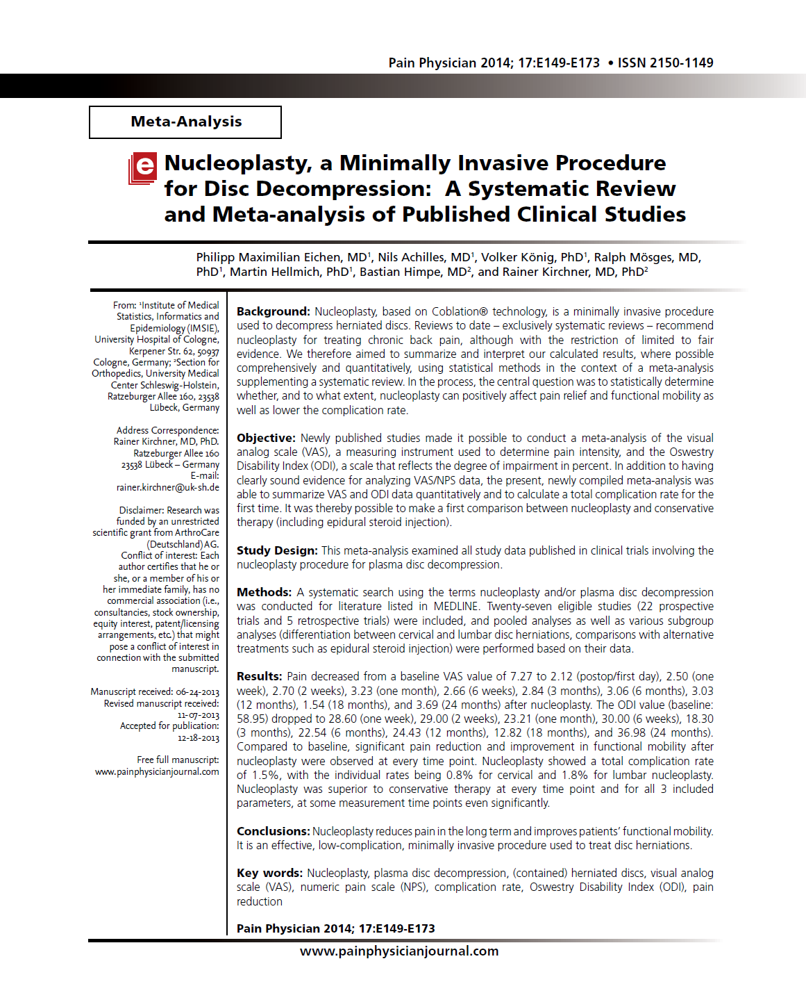 Pain Physician 2014; 17:E149-E173 • ISSN 2150-1149
Meta-Analysis
e
Nucleoplasty, a Minimally Invasive Procedure
for Disc Decompression: A Systematic Review
and Meta-analysis of Published Clinical Studies
Philipp Maximilian Eichen, MD¹, Nils Achilles, MD¹, Volker König, PhD¹, Ralph Mösges, MD,
PhD¹, Martin Hellmich, PhD¹, Bastian Himpe, MD², and Rainer Kirchner, MD, PhD²
From: ¹Institute of Medical
Statistics, Informatics and
Epidemiology (IMSIE),
University Hospital of Cologne,
Kerpener Str. 62, 50937
Cologne, Germany; ²Section for
Orthopedics, University Medical
Center Schleswig-Holstein,
Ratzeburger Allee 160, 23538
Lübeck, Germany
Address Correspondence:
Rainer Kirchner, MD, PhD.
Ratzeburger Allee 160
23538 Lübeck – Germany
E-mail:
rainer.kirchner@uk-sh.de
Disclaimer: Research was
funded by an unrestricted
scientific grant from ArthroCare
(Deutschland) AG.
Conflict of interest: Each
author certifies that he or
she, or a member of his or
her immediate family, has no
commercial association (i.e.,
consultancies, stock ownership,
equity interest, patent/licensing
arrangements, etc.) that might
pose a conflict of interest in
connection with the submitted
manuscript.
Manuscript received: 06-24-2013
Revised manuscript received:
11-07-2013
Accepted for publication:
12-18-2013
Free full manuscript:
www.painphysicianjournal.com
Background: Nucleoplasty, based on Coblation® technology, is a minimally invasive procedure
used to decompress herniated discs. Reviews to date – exclusively systematic reviews – recommend
nucleoplasty for treating chronic back pain, although with the restriction of limited to fair
evidence. We therefore aimed to summarize and interpret our calculated results, where possible
comprehensively and quantitatively, using statistical methods in the context of a meta-analysis
supplementing a systematic review. In the process, the central question was to statistically determine
whether, and to what extent, nucleoplasty can positively affect pain relief and functional mobility as
well as lower the complication rate.
Objective: Newly published studies made it possible to conduct a meta-analysis of the visual
analog scale (VAS), a measuring instrument used to determine pain intensity, and the Oswestry
Disability Index (ODI), a scale that reflects the degree of impairment in percent. In addition to having
clearly sound evidence for analyzing VAS/NPS data, the present, newly compiled meta-analysis was
able to summarize VAS and ODI data quantitatively and to calculate a total complication rate for the
first time. It was thereby possible to make a first comparison between nucleoplasty and conservative
therapy (including epidural steroid injection).
Study Design: This meta-analysis examined all study data published in clinical trials involving the
nucleoplasty procedure for plasma disc decompression.
Methods: A systematic search using the terms nucleoplasty and/or plasma disc decompression
was conducted for literature listed in MEDLINE. Twenty-seven eligible studies (22 prospective
trials and 5 retrospective trials) were included, and pooled analyses as well as various subgroup
analyses (differentiation between cervical and lumbar disc herniations, comparisons with alternative
treatments such as epidural steroid injection) were performed based on their data.
Results: Pain decreased from a baseline VAS value of 7.27 to 2.12 (postop/first day), 2.50 (one
week), 2.70 (2 weeks), 3.23 (one month), 2.66 (6 weeks), 2.84 (3 months), 3.06 (6 months), 3.03
(12 months), 1.54 (18 months), and 3.69 (24 months) after nucleoplasty. The ODI value (baseline:
58.95) dropped to 28.60 (one week), 29.00 (2 weeks), 23.21 (one month), 30.00 (6 weeks), 18.30
(3 months), 22.54 (6 months), 24.43 (12 months), 12.82 (18 months), and 36.98 (24 months).
Compared to baseline, significant pain reduction and improvement in functional mobility after
nucleoplasty were observed at every time point. Nucleoplasty showed a total complication rate
of 1.5%, with the individual rates being 0.8% for cervical and 1.8% for lumbar nucleoplasty.
Nucleoplasty was superior to conservative therapy at every time point and for all 3 included
parameters, at some measurement time points even significantly.
Conclusions: Nucleoplasty reduces pain in the long term and improves patients’ functional mobility.
It is an effective, low-complication, minimally invasive procedure used to treat disc herniations.
Key words: Nucleoplasty, plasma disc decompression, (contained) herniated discs, visual analog
scale (VAS), numeric pain scale (NPS), complication rate, Oswestry Disability Index (ODI), pain
reduction
Pain Physician 2014; 17:E149-E173
www.painphysicianjournal.com